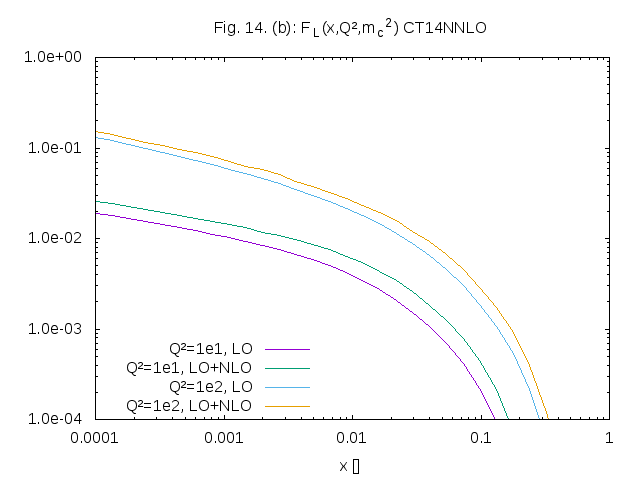 Fig. 14. (b): F_L(x,Q²,m_c²) CT14NNLO
1.0e+00
1.0e-01
1.0e-02
1.0e-03
1.0e-04
Q²=1e1, LO
Q²=1e1, LO+NLO
Q²=1e2, LO
Q²=1e2, LO+NLO
0.0001 0.001 0.01 0.1 1
x []